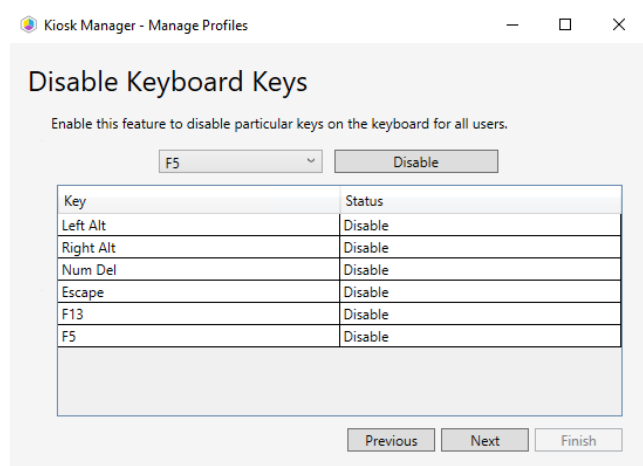 Kiosk Manager - Manage Profiles
Disable Keyboard Keys
Enable this feature to disable particular keys on the keyboard for all users.
F5 Disable
Key Status
Left Alt Disable
Right Alt Disable
Num Del Disable
Escape Disable
F13 Disable
F5 Disable
Previous Next Finish